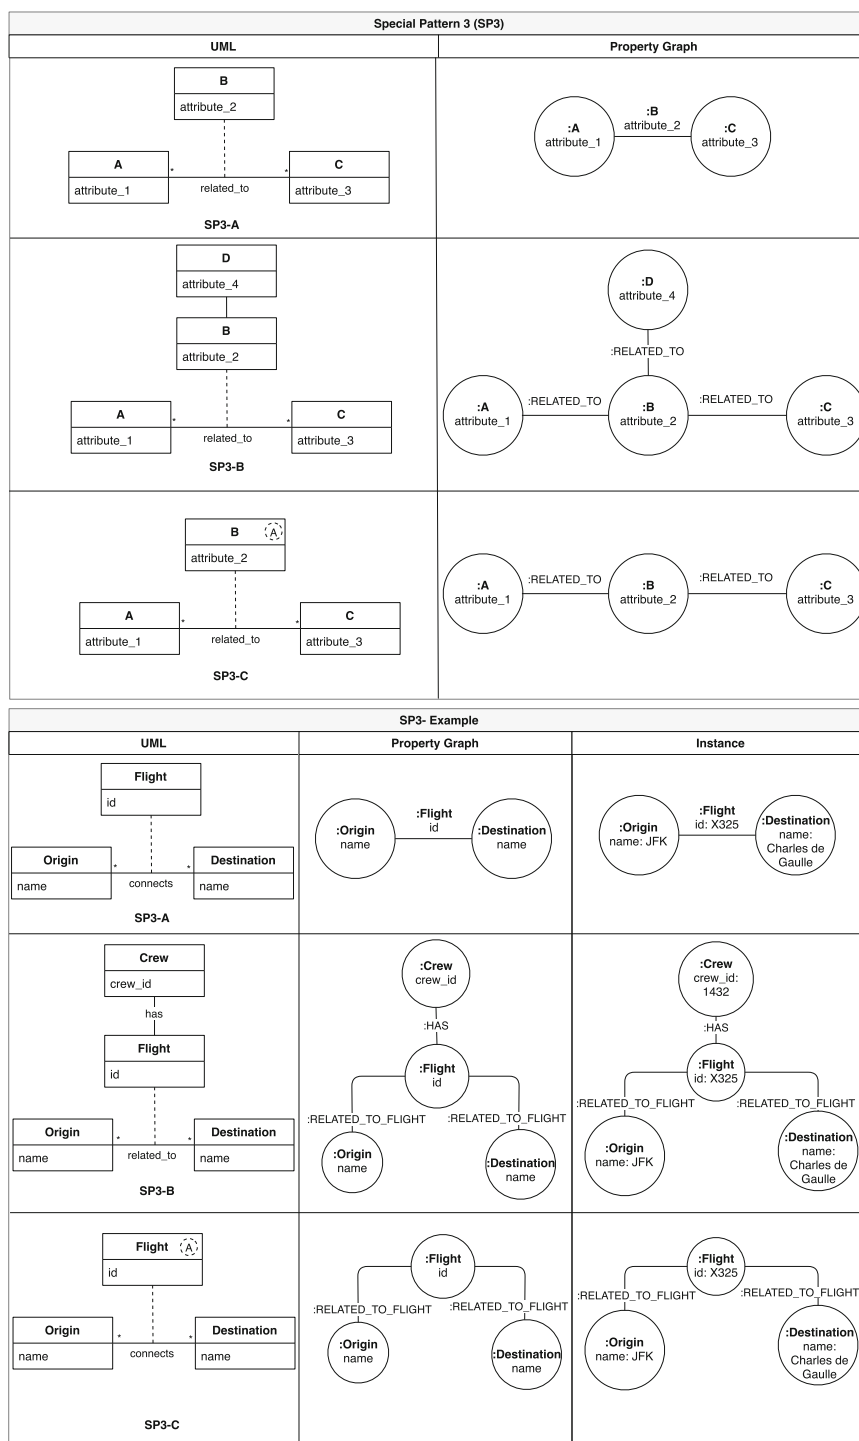 Special Pattern 3 (SP3)
UML
Property Graph
B
attribute_2
A
attribute_1
*
*
related_to
C
attribute_3
SP3-A
:A
attribute_1
:B
attribute_2
:C
attribute_3
D
attribute_4
B
attribute_2
A
attribute_1
*
*
related_to
C
attribute_3
SP3-B
:D
attribute_4
:RELATED_TO
:A
attribute_1
:RELATED_TO
:B
attribute_2
:RELATED_TO
:C
attribute_3
B
A
attribute_2
A
attribute_1
*
*
related_to
C
attribute_3
SP3-C
:A
attribute_1
:RELATED_TO
:B
attribute_2
:RELATED_TO
:C
attribute_3
SP3- Example
UML
Property Graph
Instance
Flight
id
Origin
name
*
*
connects
Destination
name
SP3-A
:Origin
name
:Flight
id
:Destination
name
:Origin
name: JFK
:Flight
id: X325
:Destination
name:
Charles de
Gaulle
Crew
crew_id
has
Flight
id
Origin
name
*
*
related_to
Destination
name
SP3-B
:Crew
crew_id
:HAS
:Flight
id
:RELATED_TO_FLIGHT
:RELATED_TO_FLIGHT
:Origin
name
:Destination
name
:Crew
crew_id:
1432
:HAS
:Flight
id: X325
:RELATED_TO_FLIGHT
:RELATED_TO_FLIGHT
:Origin
name: JFK
:Destination
name:
Charles de
Gaulle
Flight
A
id
Origin
name
*
*
connects
Destination
name
SP3-C
:Flight
id
:RELATED_TO_FLIGHT
:RELATED_TO_FLIGHT
:Origin
name
:Destination
name
:Flight
id: X325
:RELATED_TO_FLIGHT
:RELATED_TO_FLIGHT
:Origin
name: JFK
:Destination
name:
Charles de
Gaulle